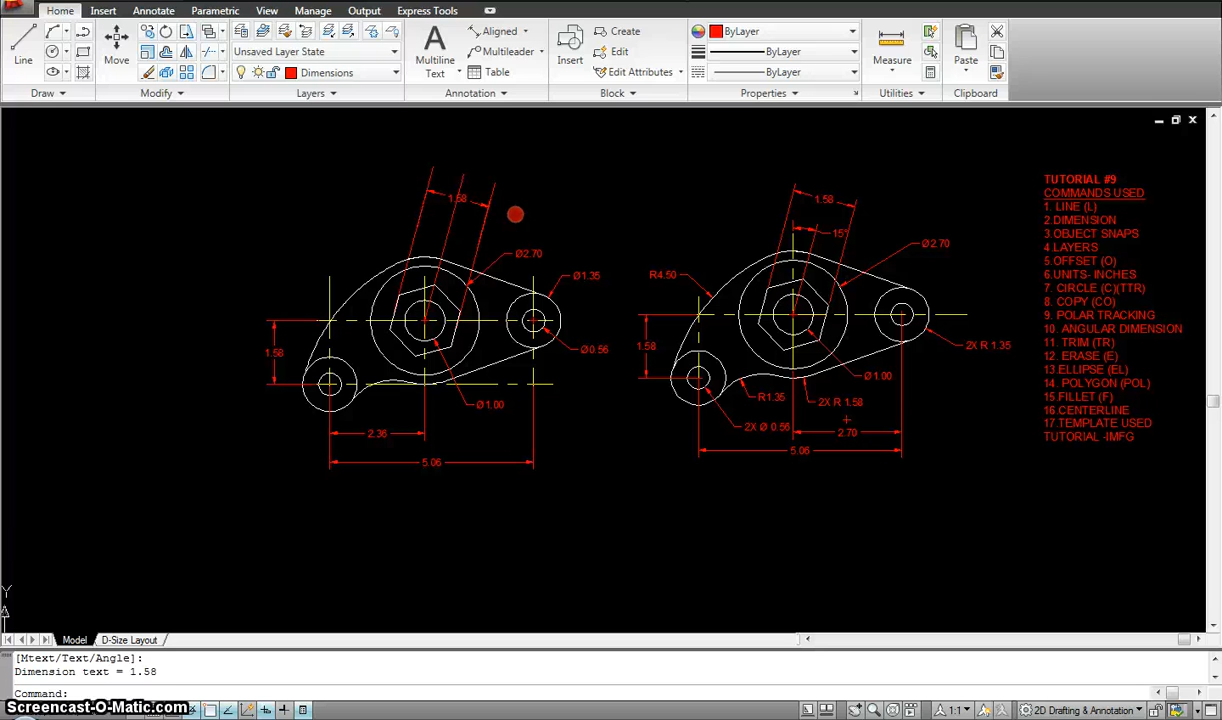 Home Insert Annotate Parametric View Manage Output Express Tools
Line
Move
Unsaved Layer State
Dimensions
Multiline
Text
Aligned
Multileader
Table
Insert
Create
Edit
Edit Attributes
ByLayer
ByLayer
ByLayer
Measure
Paste
Draw Modify Layers Annotation Block Properties Utilities Clipboard
1.58
Ø2.70
Ø1.35
1.58
Ø0.56
Ø1.00
2.36
5.06
1.58
15°
Ø2.70
R4.50
1.58
2X R 1.35
Ø1.00
R1.35
2X R 1.58
2X Ø 0.56
2.70
5.06
TUTORIAL #9
COMMANDS USED
1. LINE (L)
2.DIMENSION
3.OBJECT SNAPS
4.LAYERS
5.OFFSET (O)
6.UNITS- INCHES
7. CIRCLE (C)(TTR)
8. COPY (CO)
9. POLAR TRACKING
10. ANGULAR DIMENSION
11. TRIM (TR)
12. ERASE (E)
13.ELLIPSE (EL)
14. POLYGON (POL)
15.FILLET (F)
16.CENTERLINE
17.TEMPLATE USED
TUTORIAL -IMFG
Y
Model D-Size Layout
[Mtext/Text/Angle]:
Dimension text = 1.58
Command:
Screencast-O-Matic.com
1:1 2D Drafting & Annotation